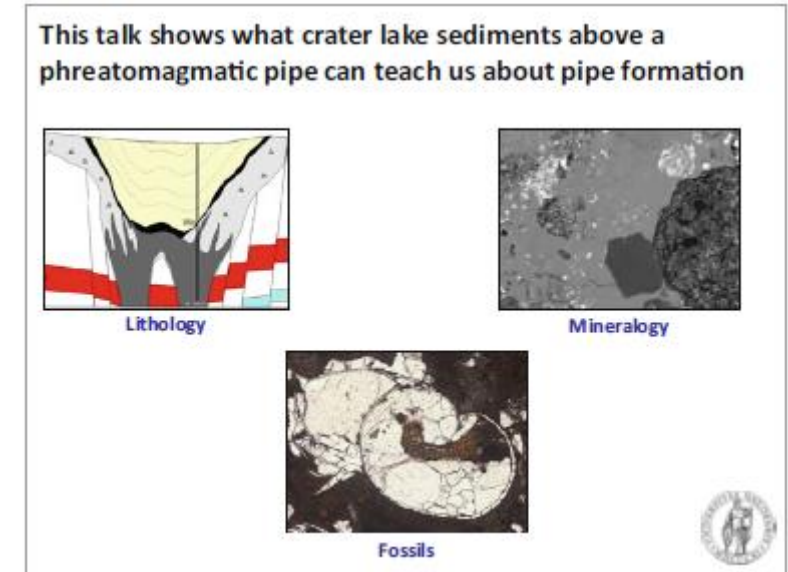 This talk shows what crater lake sediments above a
phreatomagmatic pipe can teach us about pipe formation
Lithology
Mineralogy
Fossils